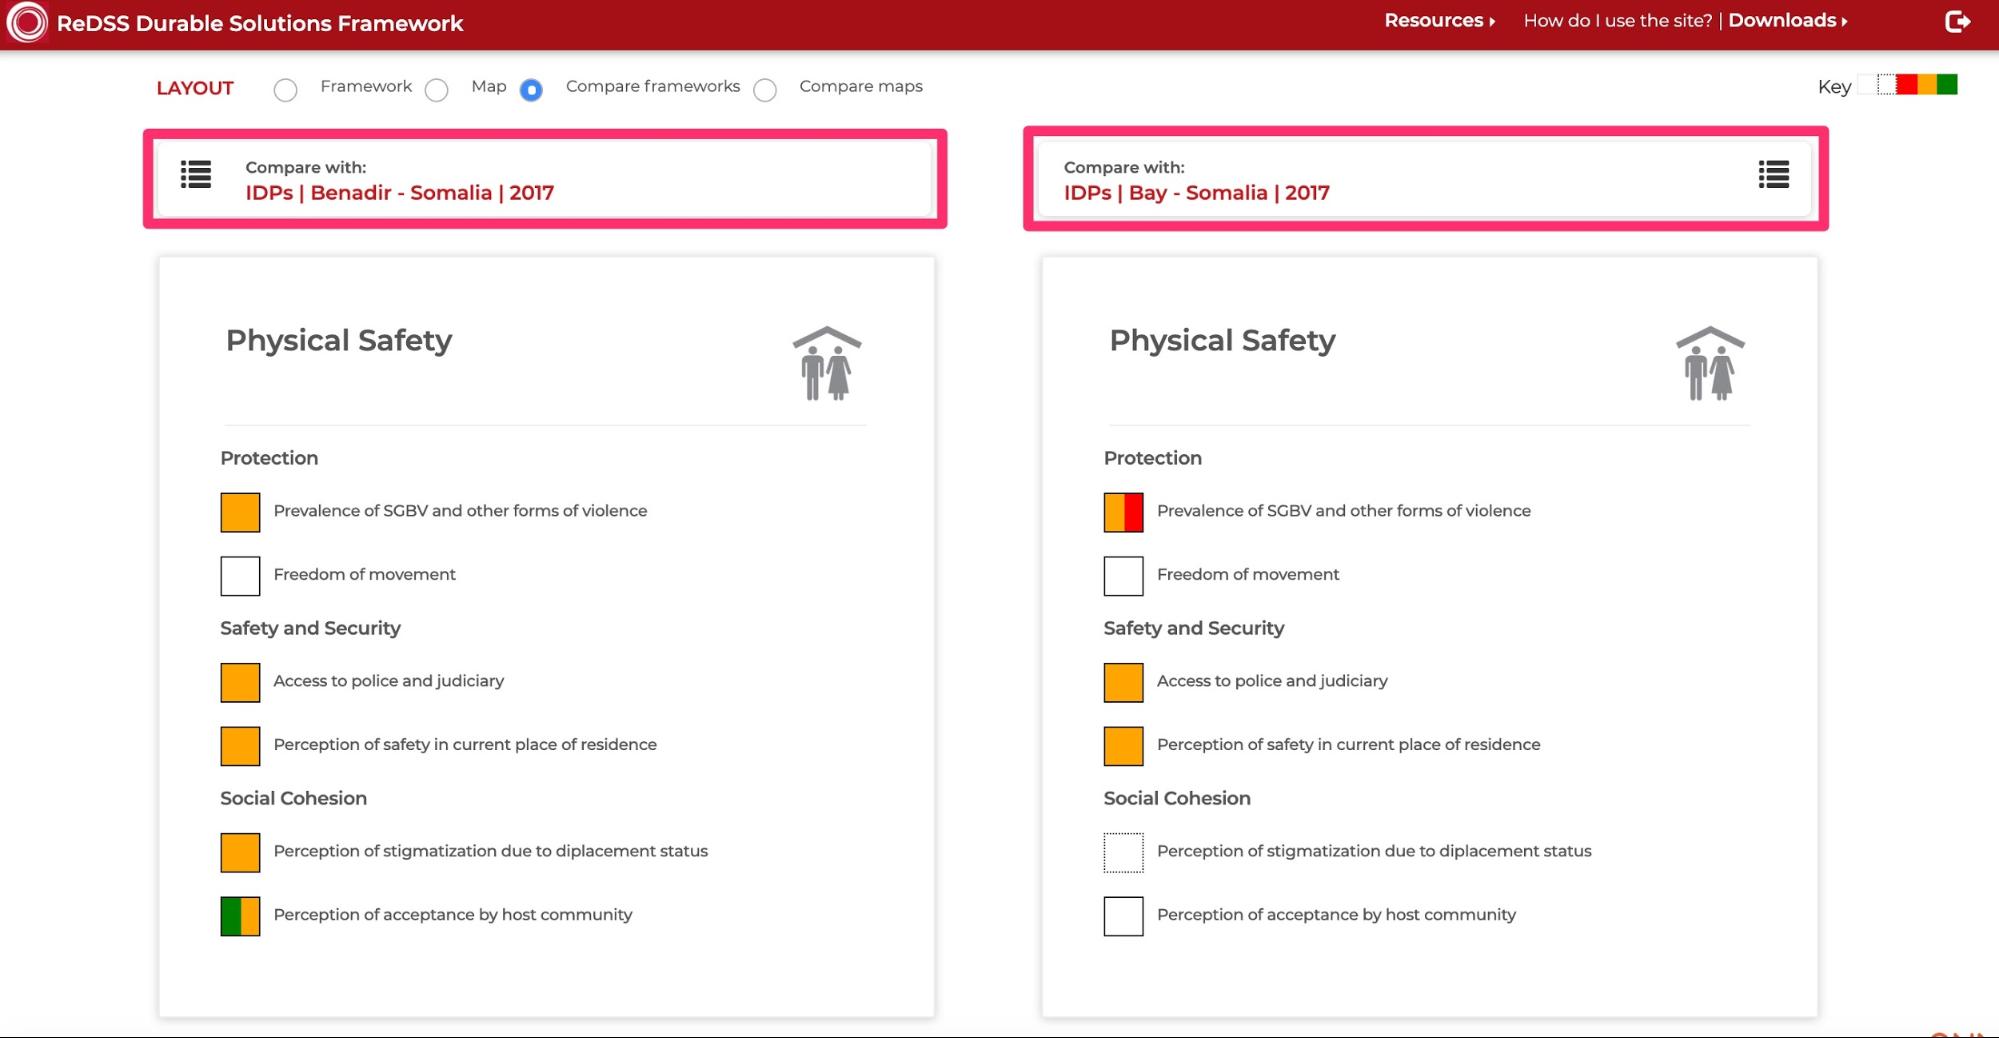 ReDSS Durable Solutions Framework
Resources
How do I use the site? | Downloads
LAYOUT
Framework
Map
Compare frameworks
Compare maps
Key
Compare with:
IDPs | Benadir - Somalia | 2017
Compare with:
IDPs | Bay - Somalia | 2017
Physical Safety
Protection
Prevalence of SGBV and other forms of violence
Freedom of movement
Safety and Security
Access to police and judiciary
Perception of safety in current place of residence
Social Cohesion
Perception of stigmatization due to diplacement status
Perception of acceptance by host community
Physical Safety
Protection
Prevalence of SGBV and other forms of violence
Freedom of movement
Safety and Security
Access to police and judiciary
Perception of safety in current place of residence
Social Cohesion
Perception of stigmatization due to diplacement status
Perception of acceptance by host community